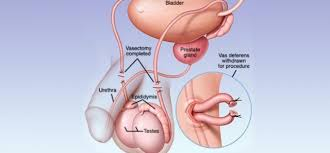 Bladder
Vasectomy
completed
Prostate
gland
Vas deferens
withdrawn
for procedure
Urethra
Epididymis
Testes